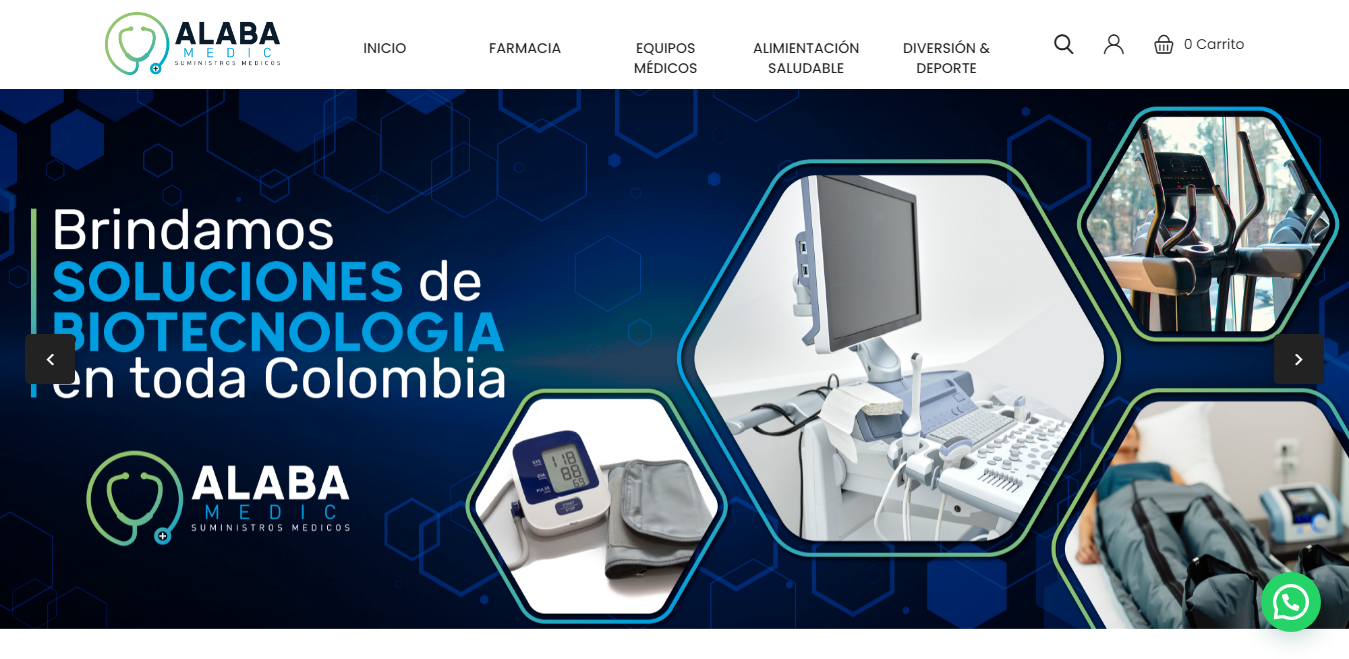 ALABA
MEDIC
SUMINISTROS MEDICOS
INICIO
FARMACIA
EQUIPOS
MÉDICOS
ALIMIENTACIÓN
SALUDABLE
DIVERSIÓN &
DEPORTE
0 Carrito
Brindamos
SOLUCIONES de
BIOTECNOLOGIA
en toda Colombia
ALABA
MEDIC
SUMINISTROS MEDICOS
118
88
69